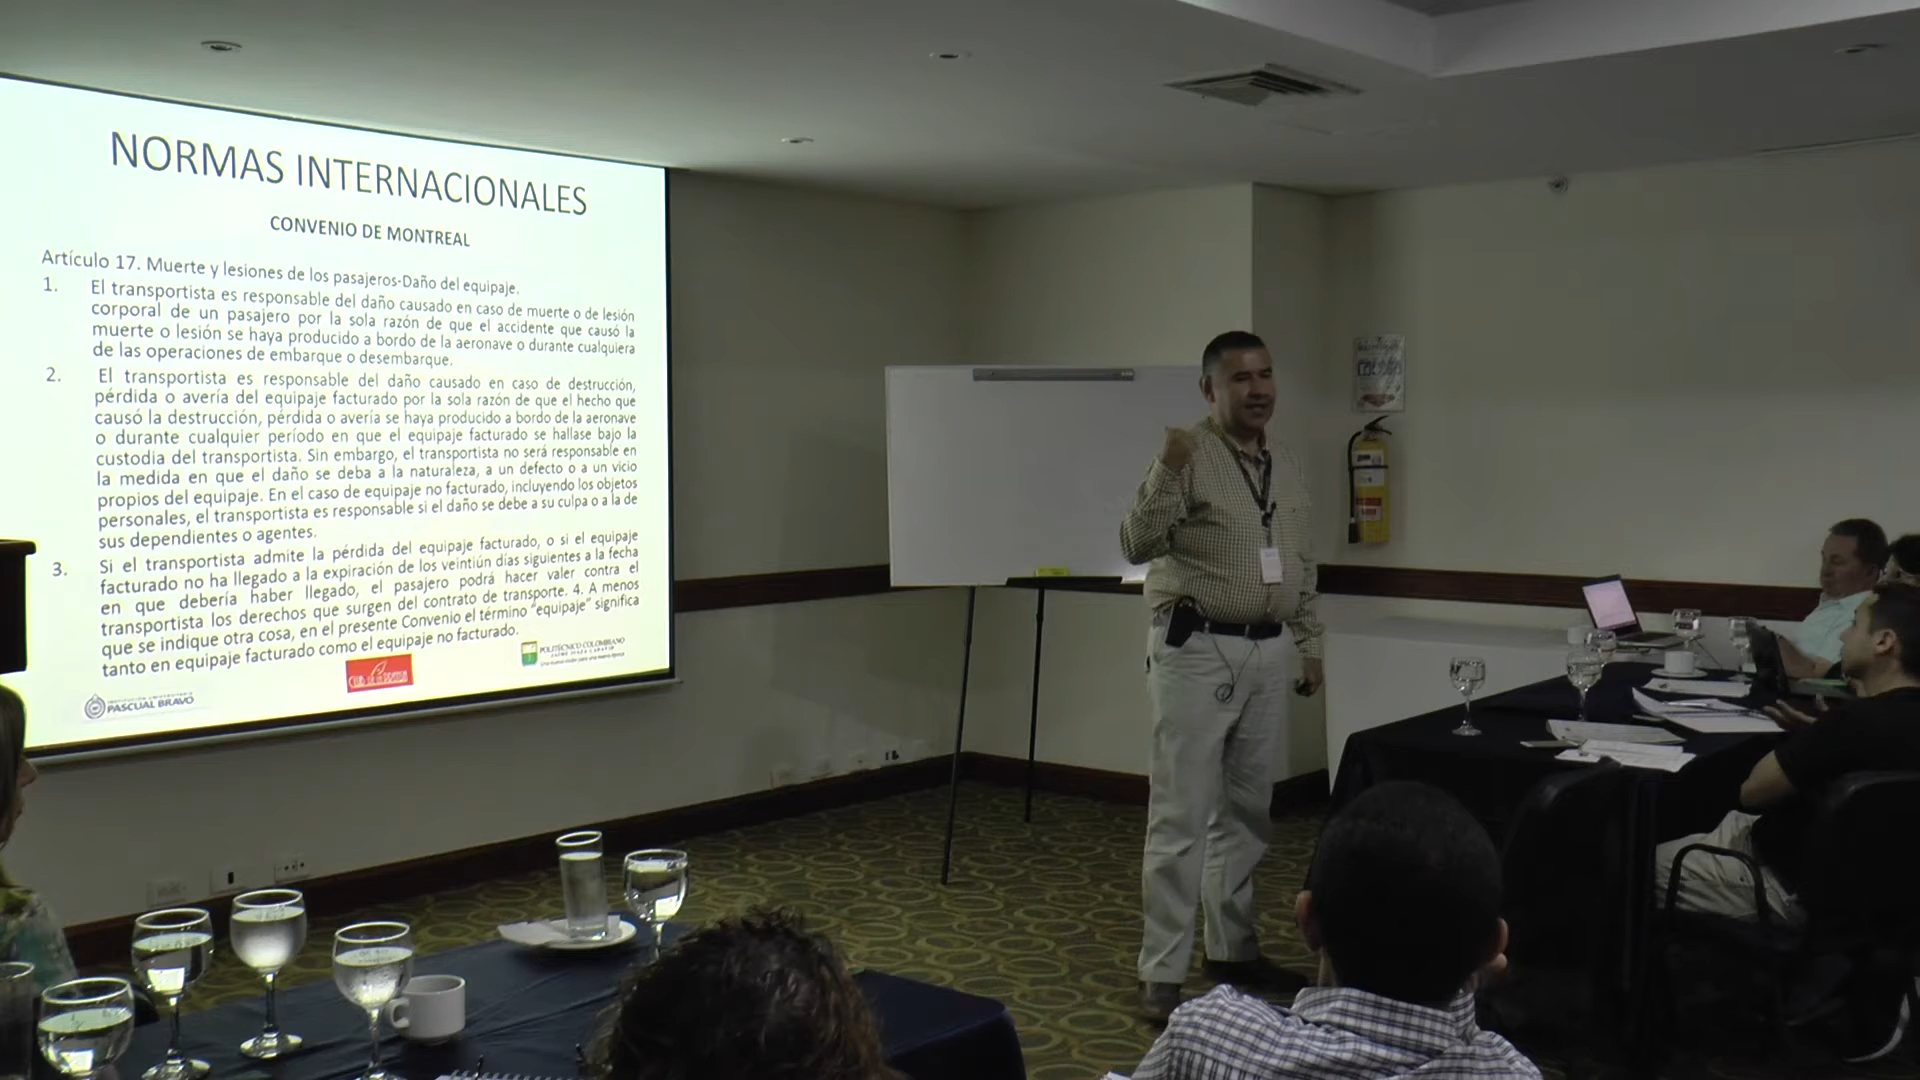 NORMAS INTERNACIONALES
CONVENIO DE MONTREAL
Artículo 17. Muerte y lesiones de los pasajeros-Daño del equipaje.
1. El transportista es responsable del daño causado en caso de muerte o de lesión
corporal de un pasajero por la sola razón de que el accidente que causó la
muerte o lesión se haya producido a bordo de la aeronave o durante cualquiera
de las operaciones de embarque o desembarque.
2. El transportista es responsable del daño causado en caso de destrucción,
pérdida o avería del equipaje facturado por la sola razón de que el hecho que
causó la destrucción, pérdida o avería se haya producido a bordo de la aeronave
o durante cualquier período en que el equipaje facturado se hallase bajo la
custodia del transportista. Sin embargo, el transportista no será responsable en
la medida en que el daño se deba a la naturaleza, a un defecto o a un vicio
propios del equipaje. En el caso de equipaje no facturado, incluyendo los objetos
personales, el transportista es responsable si el daño se debe a su culpa o a la de
sus dependientes o agentes.
3. Si el transportista admite la pérdida del equipaje facturado, o si el equipaje
facturado no ha llegado a la expiración de los veintiún días siguientes a la fecha
en que debería haber llegado, el pasajero podrá hacer valer contra el
transportista los derechos que surgen del contrato de transporte. 4. A menos
que se indique otra cosa, en el presente Convenio el término "equipaje" significa
tanto en equipaje facturado como el equipaje no facturado.
POLITÉCNICO COLOMBIANO
CLUB DE LA PRENSA
INSTITUCIÓN UNIVERSITARIA
PASCUAL BRAVO